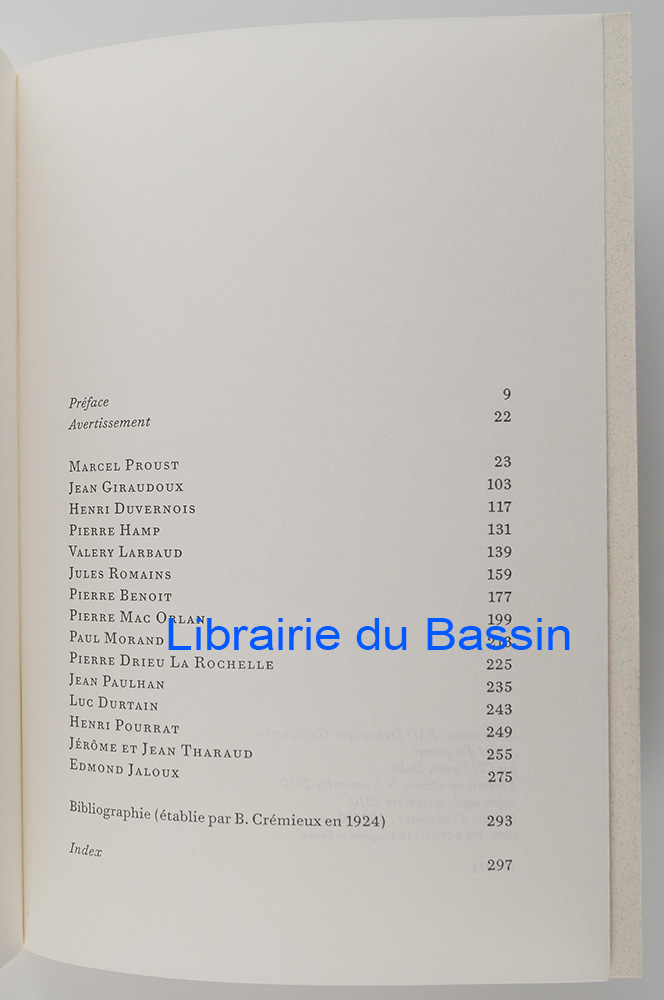 Préface 9
Avertissement 22
MARCEL PROUST 23
JEAN GIRAUDOUX 103
HENRI DUVERNOIS 117
PIERRE HAMP 131
VALERY LARBAUD 139
JULES ROMAINS 159
PIERRE BENOIT 177
PIERRE MAC ORLAN 199
PAUL MORAND
Librairie du Bassin
PIERRE DRIEU LA ROCHELLE 225
JEAN PAULHAN 235
LUC DURTAIN 243
HENRI POURRAT 249
JÉRÔME ET JEAN THARAUD 255
EDMOND JALOUX 275
Bibliographie (établie par B. Crémieux en 1924) 293
Index 297